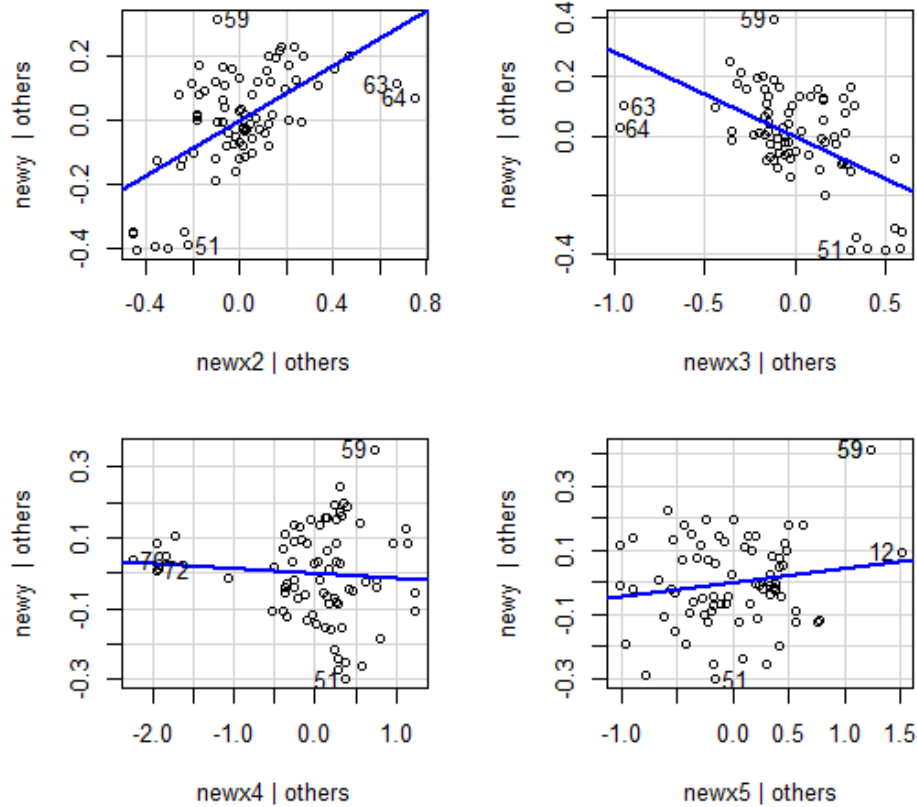 59
63
64
51
newy | others
-0.4 -0.2 0.0 0.2
-0.4 0.0 0.4 0.8
newx2 | others
59
63
64
51
newy | others
-0.4 0.0 0.2 0.4
-1.0 -0.5 0.0 0.5
newx3 | others
59
76
72
51
newy | others
-0.3 -0.1 0.1 0.3
-2.0 -1.0 0.0 1.0
newx4 | others
59
12
51
newy | others
-0.3 -0.1 0.1 0.3
-1.0 0.0 0.5 1.0 1.5
newx5 | others